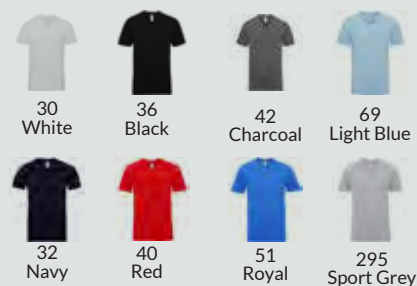 30
White
36
Black
42
Charcoal
69
Light Blue
32
Navy
40
Red
51
Royal
295
Sport Grey